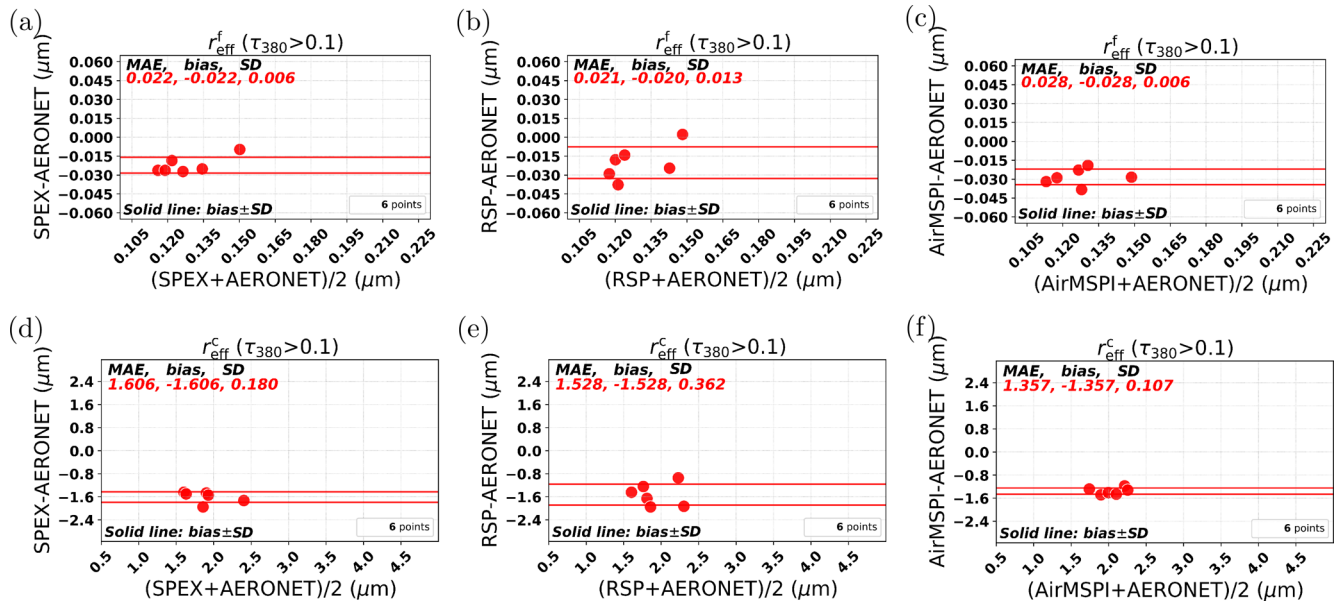 (a)
r_eff^f (τ_380>0.1)
SPEX-AERONET (μm)
0.060
0.045
0.030
0.015
0.000
−0.015
−0.030
−0.045
−0.060
MAE, bias, SD
0.022, -0.022, 0.006
Solid line: bias±SD
6 points
0.105 0.120 0.135 0.150 0.165 0.180 0.195 0.210 0.225
(SPEX+AERONET)/2 (μm)
(b)
r_eff^f (τ_380>0.1)
RSP-AERONET (μm)
0.060
0.045
0.030
0.015
0.000
−0.015
−0.030
−0.045
−0.060
MAE, bias, SD
0.021, -0.020, 0.013
Solid line: bias±SD
6 points
0.105 0.120 0.135 0.150 0.165 0.180 0.195 0.210 0.225
(RSP+AERONET)/2 (μm)
(c)
r_eff^f (τ_380>0.1)
AirMSPI-AERONET (μm)
0.060
0.045
0.030
0.015
0.000
−0.015
−0.030
−0.045
−0.060
MAE, bias, SD
0.028, -0.028, 0.006
Solid line: bias±SD
6 points
0.105 0.120 0.135 0.150 0.165 0.180 0.195 0.210 0.225
(AirMSPI+AERONET)/2 (μm)
(d)
r_eff^c (τ_380>0.1)
SPEX-AERONET (μm)
2.4
1.6
0.8
0.0
−0.8
−1.6
−2.4
MAE, bias, SD
1.606, -1.606, 0.180
Solid line: bias±SD
6 points
0.5 1.0 1.5 2.0 2.5 3.0 3.5 4.0 4.5
(SPEX+AERONET)/2 (μm)
(e)
r_eff^c (τ_380>0.1)
RSP-AERONET (μm)
2.4
1.6
0.8
0.0
−0.8
−1.6
−2.4
MAE, bias, SD
1.528, -1.528, 0.362
Solid line: bias±SD
6 points
0.5 1.0 1.5 2.0 2.5 3.0 3.5 4.0 4.5
(RSP+AERONET)/2 (μm)
(f)
r_eff^c (τ_380>0.1)
AirMSPI-AERONET (μm)
2.4
1.6
0.8
0.0
−0.8
−1.6
−2.4
MAE, bias, SD
1.357, -1.357, 0.107
Solid line: bias±SD
6 points
0.5 1.0 1.5 2.0 2.5 3.0 3.5 4.0 4.5
(AirMSPI+AERONET)/2 (μm)